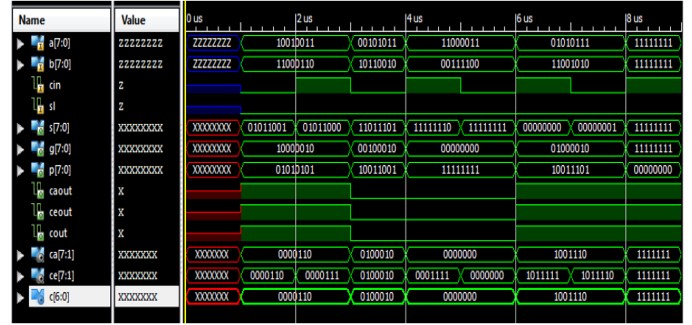 Name Value 0 us 2 us 4 us 6 us 8 us
a[7:0] ZZZZZZZZ ZZZZZZZZ 10010011 00101011 11000011 01010111 11111111
b[7:0] ZZZZZZZZ ZZZZZZZZ 11000110 10110010 00111100 11001010 11111111
cin z
sl z
s[7:0] XXXXXXXX XXXXXXXX 01011001 01011000 11011101 11111110 11111111 00000000 00000001 11111111
g[7:0] XXXXXXXX XXXXXXXX 10000010 00100010 00000000 01000010 11111111
p[7:0] XXXXXXXX XXXXXXXX 01010101 10011001 11111111 10011101 00000000
caout x
ceout x
cout x
ca[7:1] XXXXXXX XXXXXXX 0000110 0100010 0000000 1001110 1111111
ce[7:1] XXXXXXX XXXXXXX 0000110 0000111 0100010 0001111 0000000 1011111 1011110 1111111
c[6:0] XXXXXXX XXXXXXX 0000110 0100010 0000000 1001110 1111111